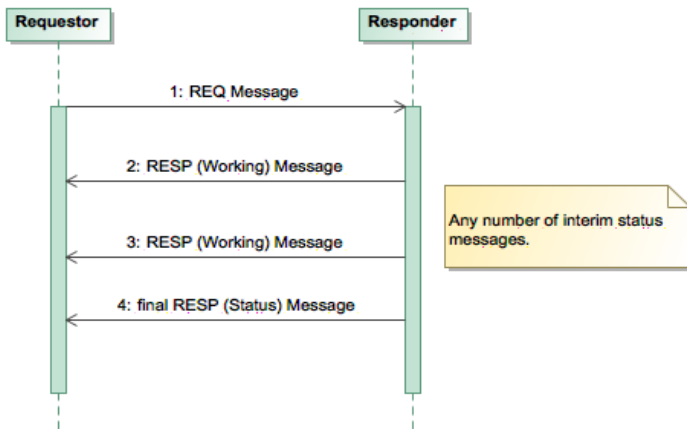 Requestor
Responder
1: REQ Message
2: RESP (Working) Message
Any number of interim status
messages.
3: RESP (Working) Message
4: final RESP (Status) Message